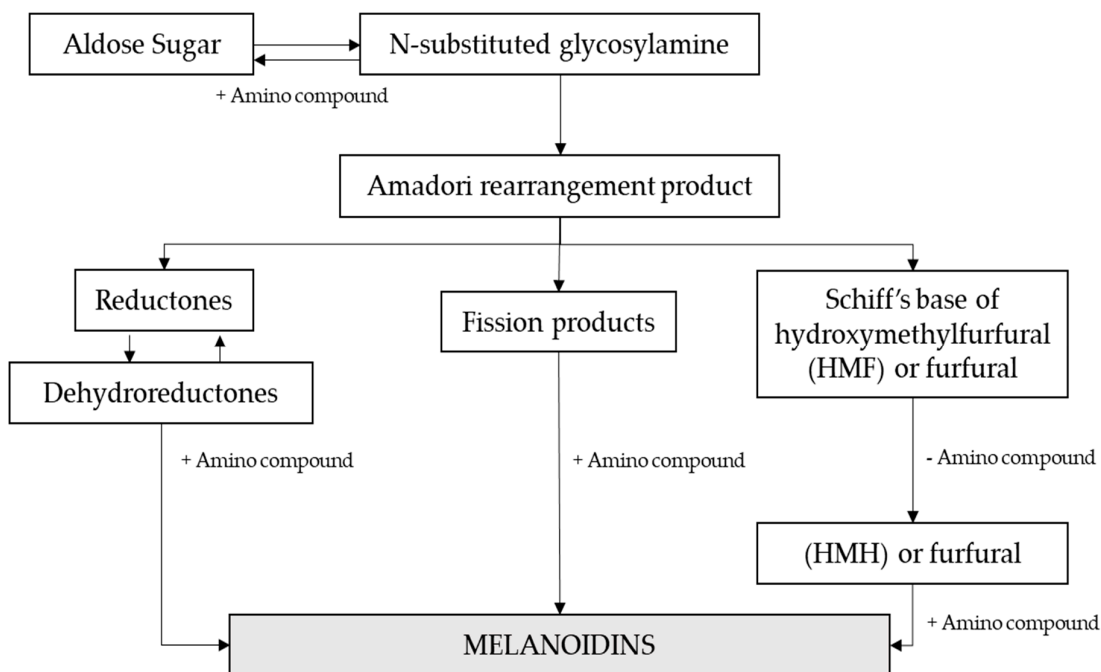 Aldose Sugar
N-substituted glycosylamine
+ Amino compound
Amadori rearrangement product
Reductones
Dehydroreductones
+ Amino compound
Fission products
+ Amino compound
Schiff's base of
hydroxymethylfurfural
(HMF) or furfural
- Amino compound
(HMH) or furfural
+ Amino compound
MELANOIDINS